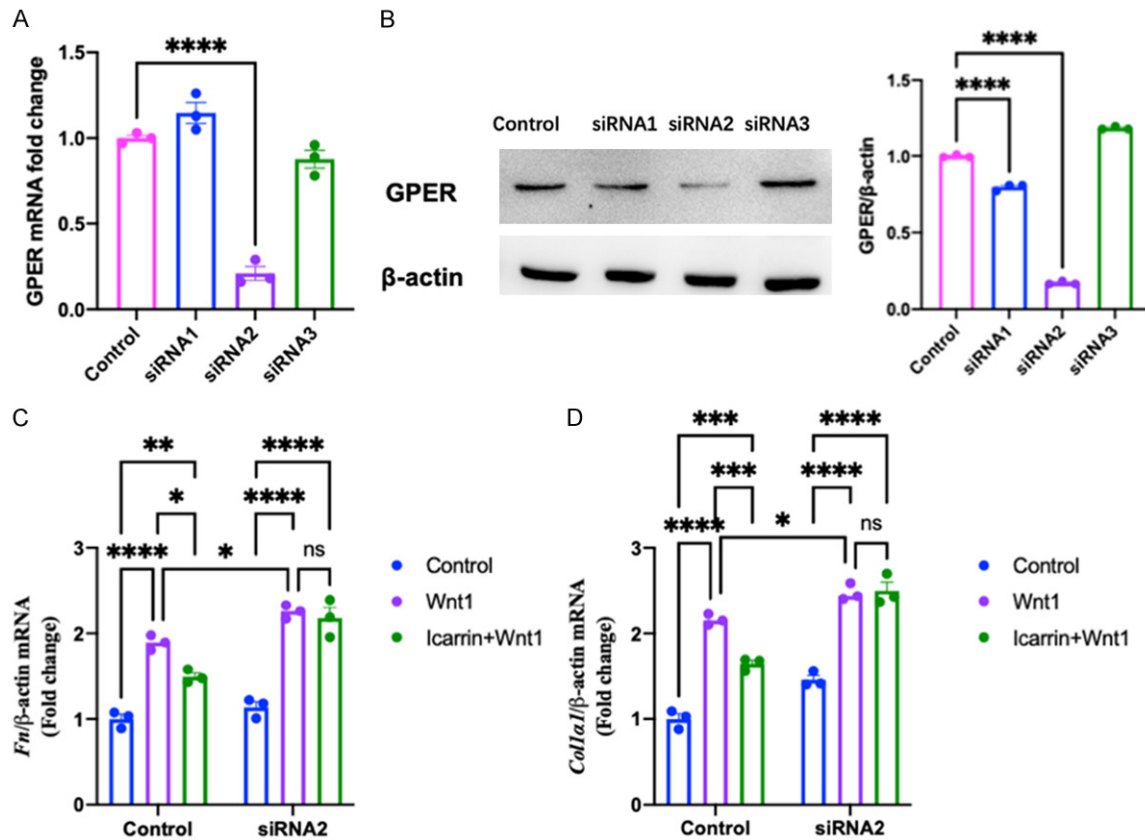 A
GPER mRNA fold change
1.5
1.0
0.5
0.0
****
Control
siRNA1
siRNA2
siRNA3
B
Control siRNA1 siRNA2 siRNA3
GPER
β-actin
GPER/β-actin
1.5
1.0
0.5
0.0
****
****
Control
siRNA1
siRNA2
siRNA3
C
Fn/β-actin mRNA
(Fold change)
3
2
1
0
** ****
* ****
**** * ns
Control
Wnt1
Icarrin+Wnt1
Control siRNA2
D
Col1a1/β-actin mRNA
(Fold change)
3
2
1
0
*** ****
*** ****
**** * ns
Control
Wnt1
Icarrin+Wnt1
Control siRNA2